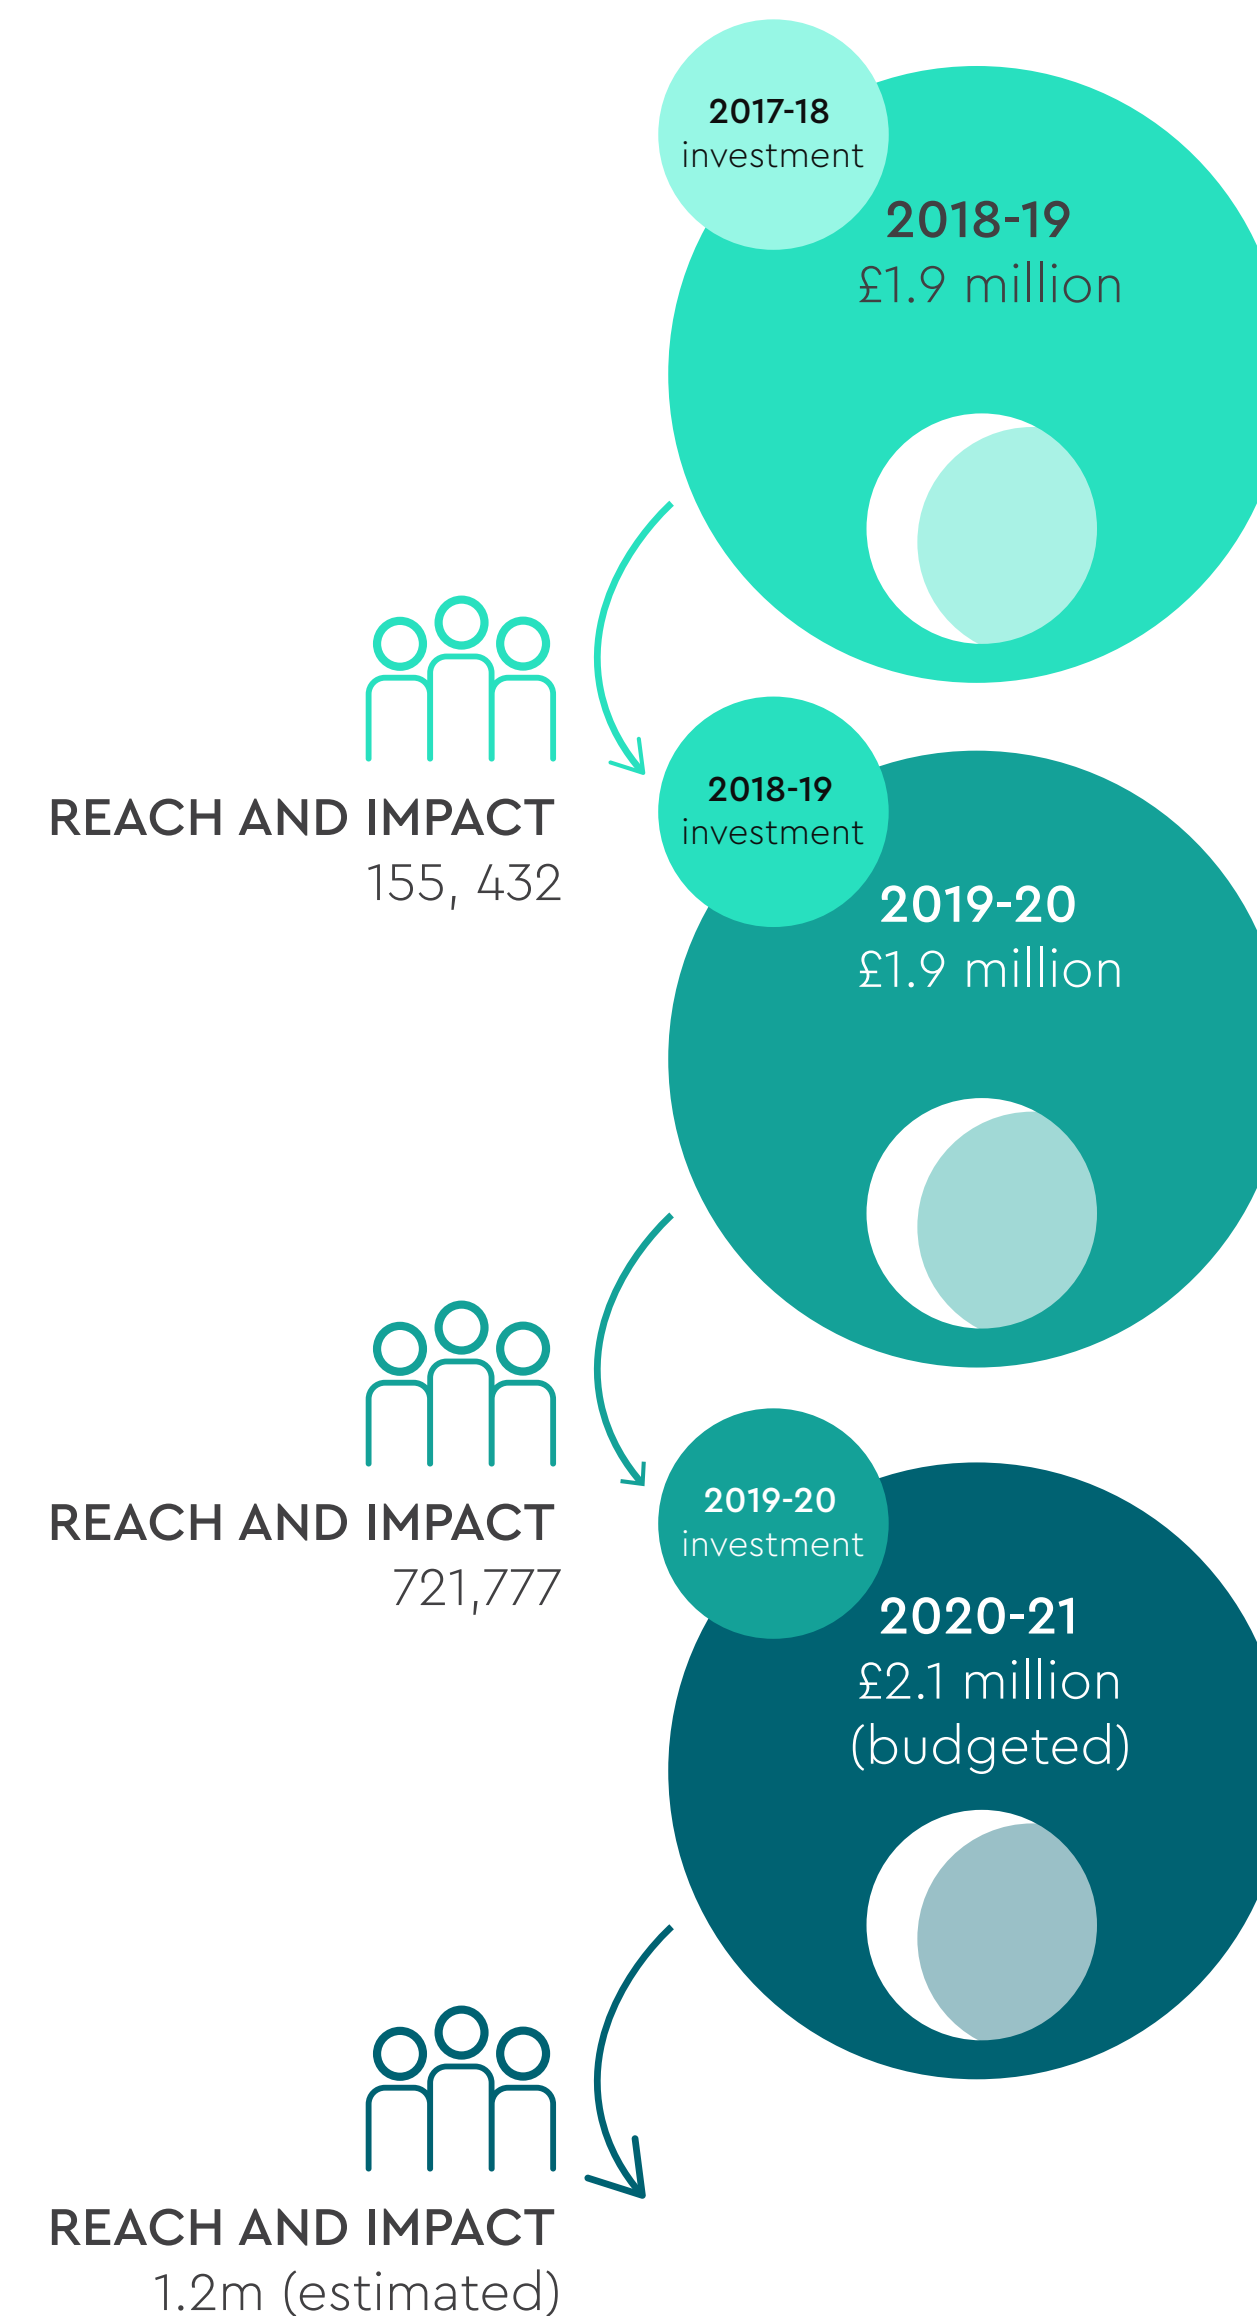 2017-18
investment
2018-19
£1.9 million
REACH AND IMPACT
155, 432
2018-19
investment
2019-20
£1.9 million
REACH AND IMPACT
721,777
2019-20
investment
2020-21
£2.1 million
(budgeted)
REACH AND IMPACT
1.2m (estimated)